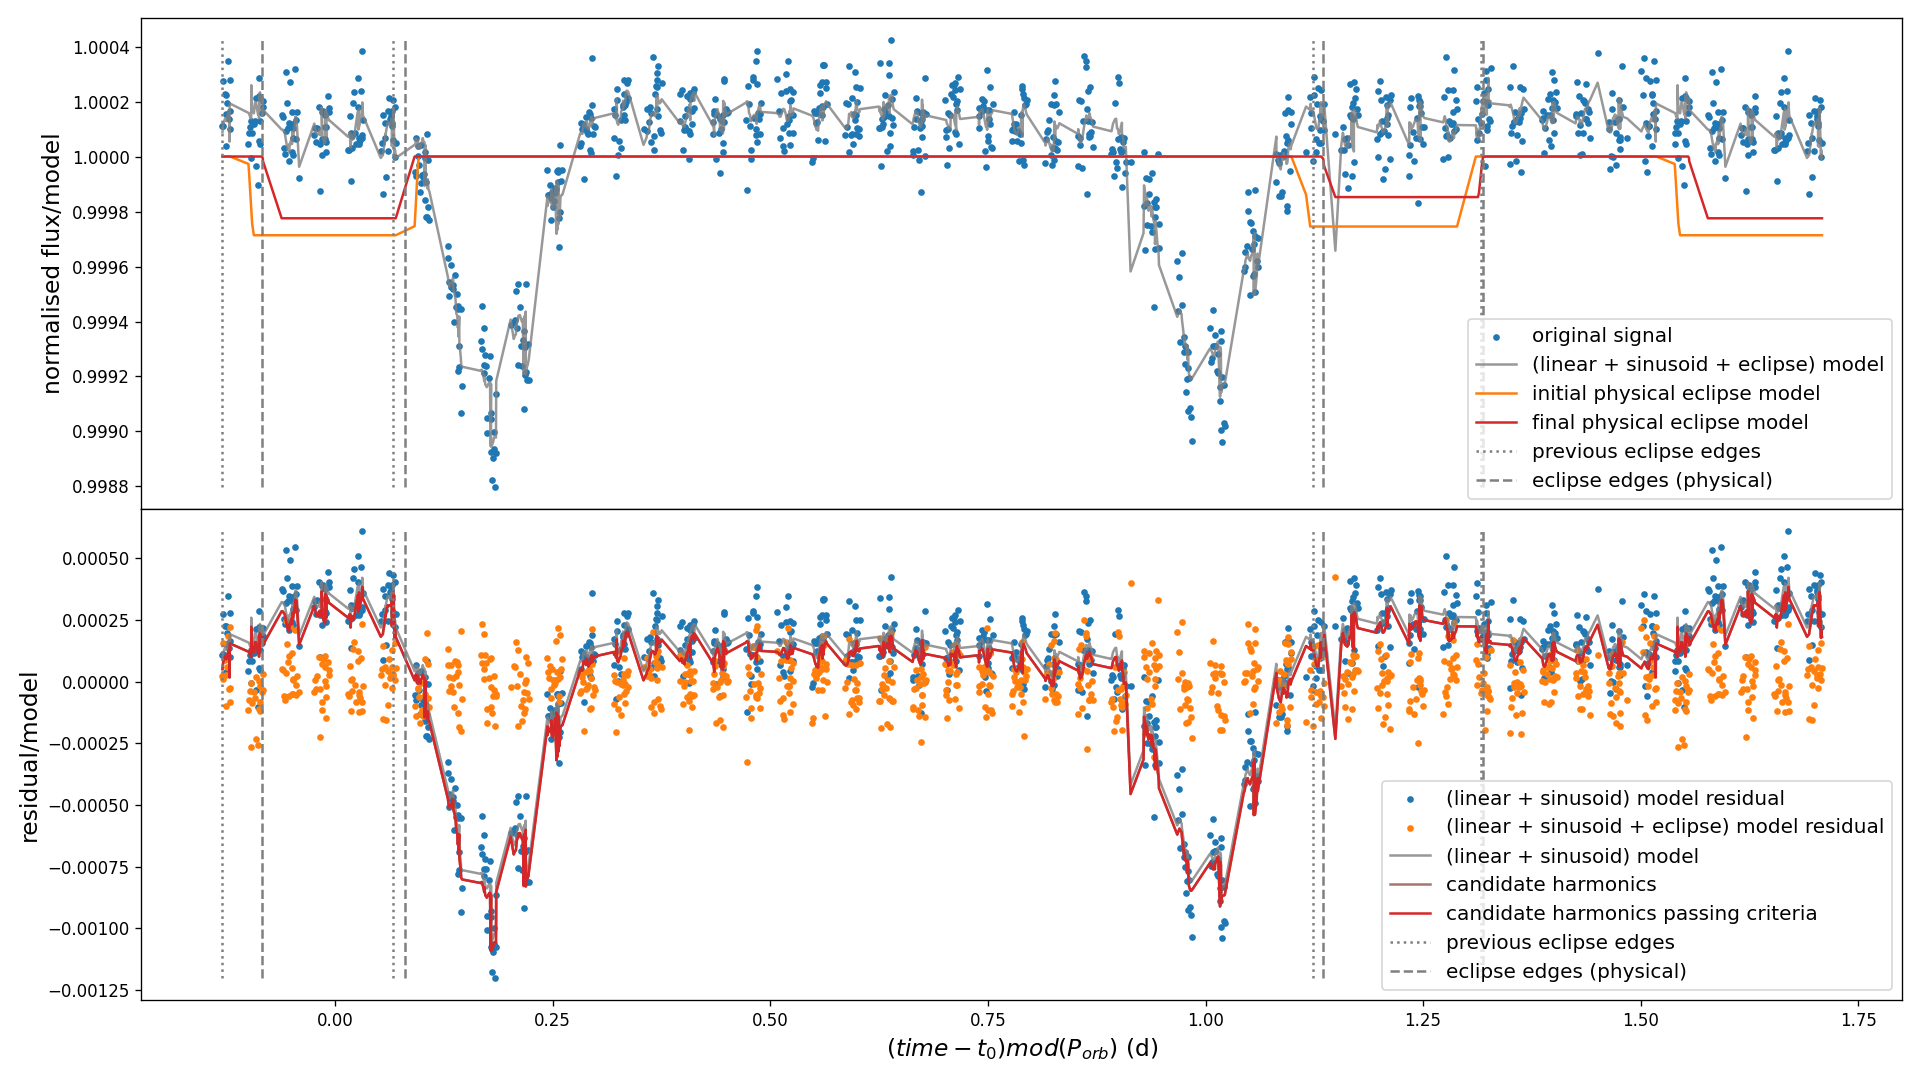 normalised flux/model
1.0004
1.0002
1.0000
0.9998
0.9996
0.9994
0.9992
0.9990
0.9988
original signal
(linear + sinusoid + eclipse) model
initial physical eclipse model
final physical eclipse model
previous eclipse edges
eclipse edges (physical)
residual/model
0.00050
0.00025
0.00000
−0.00025
−0.00050
−0.00075
−0.00100
−0.00125
(linear + sinusoid) model residual
(linear + sinusoid + eclipse) model residual
(linear + sinusoid) model
candidate harmonics
candidate harmonics passing criteria
previous eclipse edges
eclipse edges (physical)
0.00 0.25 0.50 0.75 1.00 1.25 1.50 1.75
(time − t0)mod(Porb) (d)